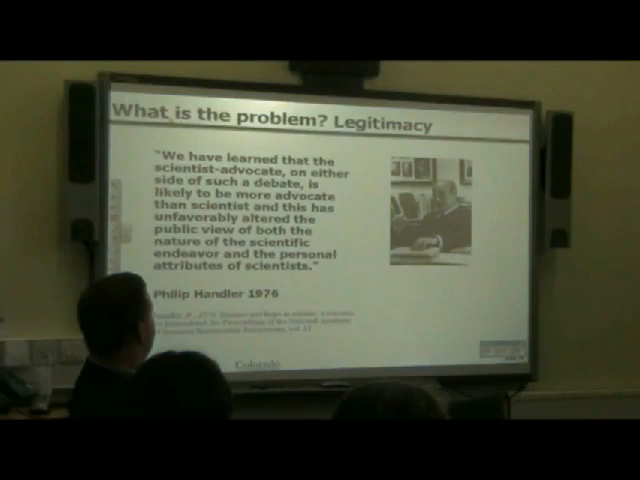 What is the problem? Legitimacy
"We have learned that the
scientist-advocate, on either
side of such a debate, is
likely to be more advocate
than scientist and this has
unfavorably altered the
public view of both the
nature of the scientific
endeavor and the personal
attributes of scientists."
Philip Handler 1976
Colorado